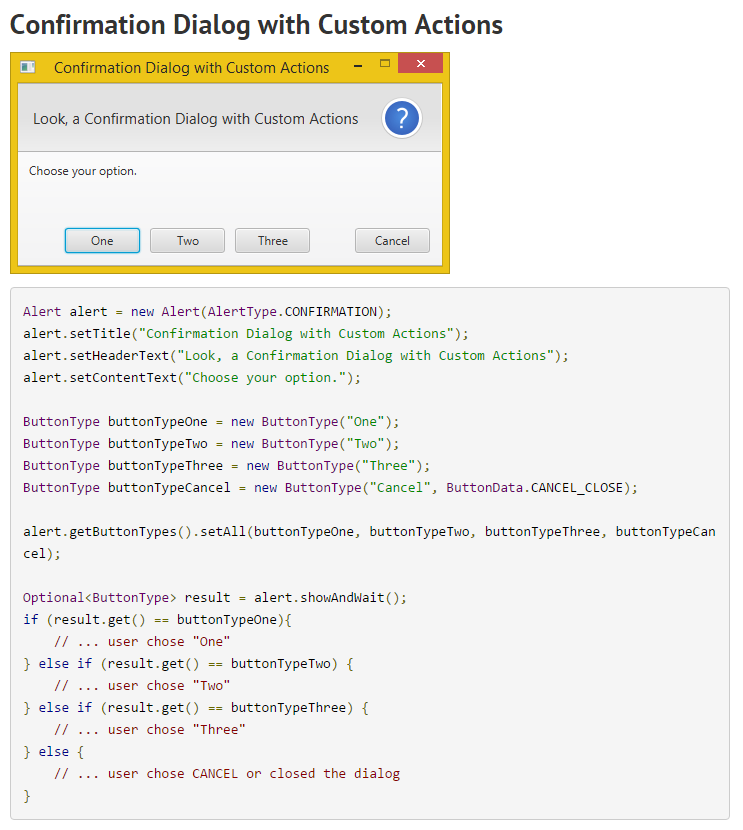 Confirmation Dialog with Custom Actions
Confirmation Dialog with Custom Actions
Look, a Confirmation Dialog with Custom Actions
?
Choose your option.
One Two Three Cancel
Alert alert = new Alert(AlertType.CONFIRMATION);
alert.setTitle("Confirmation Dialog with Custom Actions");
alert.setHeaderText("Look, a Confirmation Dialog with Custom Actions");
alert.setContentText("Choose your option.");

ButtonType buttonTypeOne = new ButtonType("One");
ButtonType buttonTypeTwo = new ButtonType("Two");
ButtonType buttonTypeThree = new ButtonType("Three");
ButtonType buttonTypeCancel = new ButtonType("Cancel", ButtonData.CANCEL_CLOSE);

alert.getButtonTypes().setAll(buttonTypeOne, buttonTypeTwo, buttonTypeThree, buttonTypeCan
cel);

Optional<ButtonType> result = alert.showAndWait();
if (result.get() == buttonTypeOne){
    // ... user chose "One"
} else if (result.get() == buttonTypeTwo) {
    // ... user chose "Two"
} else if (result.get() == buttonTypeThree) {
    // ... user chose "Three"
} else {
    // ... user chose CANCEL or closed the dialog
}